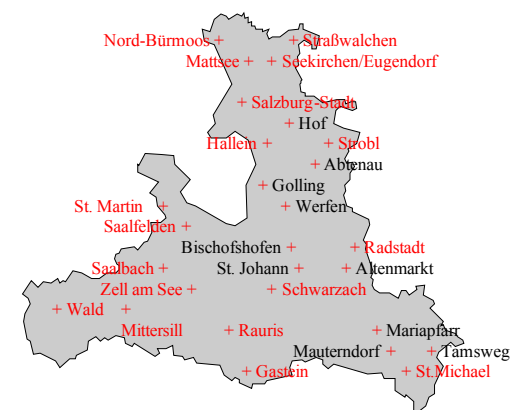 Nord-Bürmoos
Straßwalchen
Mattsee
Seekirchen/Eugendorf
Salzburg-Stadt
Hof
Hallein
Strobl
Abtenau
Golling
St. Martin
Werfen
Saalfelden
Bischofshofen
Radstadt
Saalbach
St. Johann
Altenmarkt
Zell am See
Schwarzach
Wald
Mittersill
Rauris
Mariapfarr
Mauterndorf
Tamsweg
Gastein
St.Michael